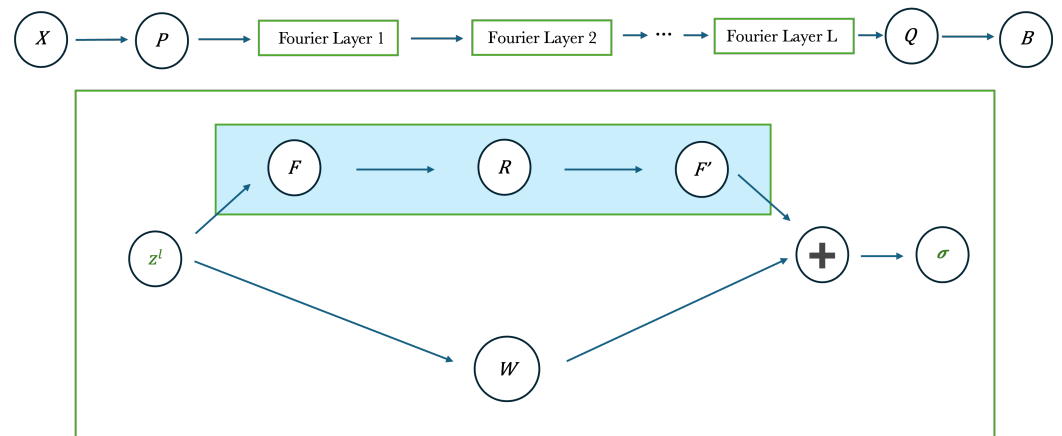 X P Fourier Layer 1 Fourier Layer 2 ... Fourier Layer L Q B
F R F'
z^l + σ
W